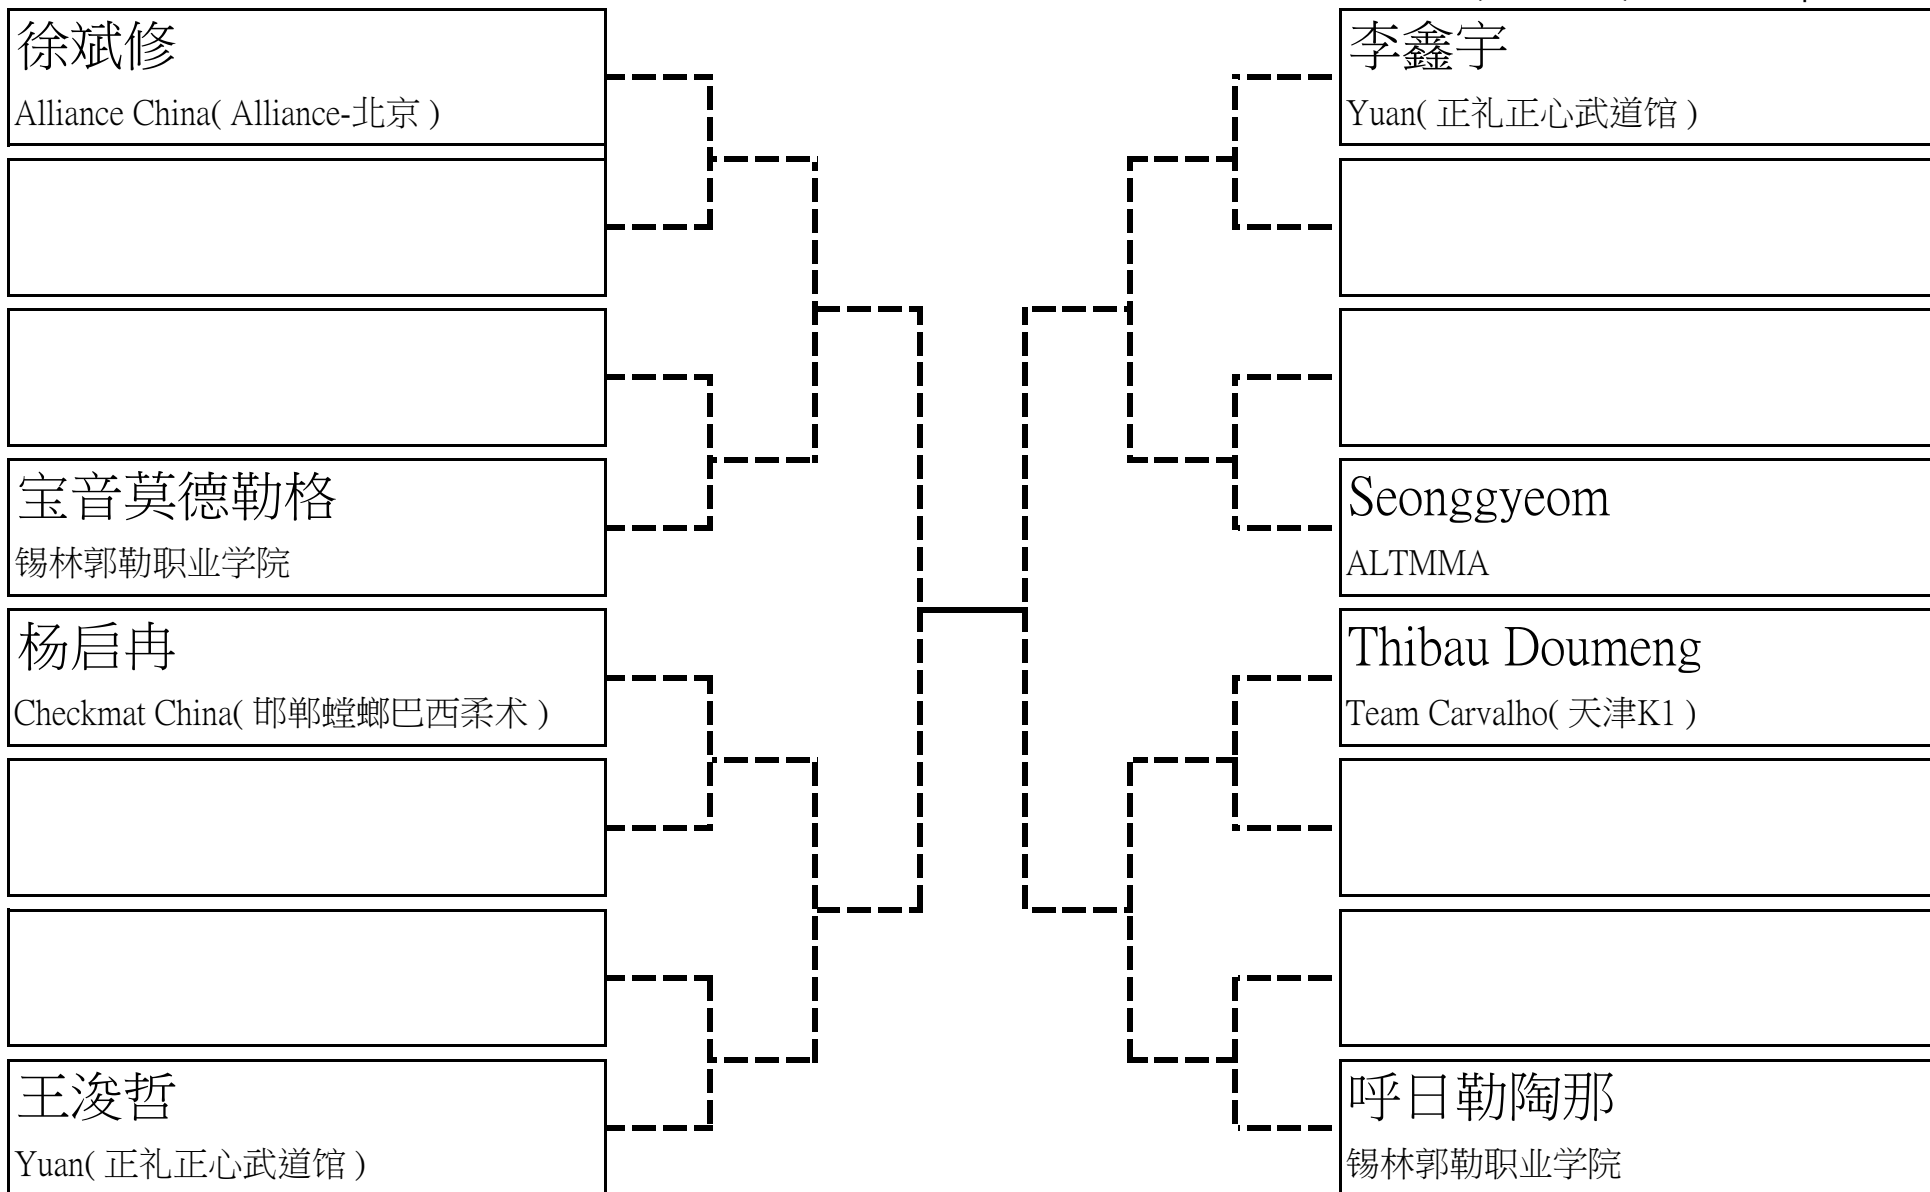 徐斌修
Alliance China( Alliance-北京 )
宝音莫德勒格
锡林郭勒职业学院
杨启冉
Checkmat China( 邯郸螳螂巴西柔术 )
王浚哲
Yuan( 正礼正心武道馆 )
李鑫宇
Yuan( 正礼正心武道馆 )
Seonggyeom
ALTMMA
Thibau Doumeng
Team Carvalho( 天津K1 )
呼日勒陶那
锡林郭勒职业学院